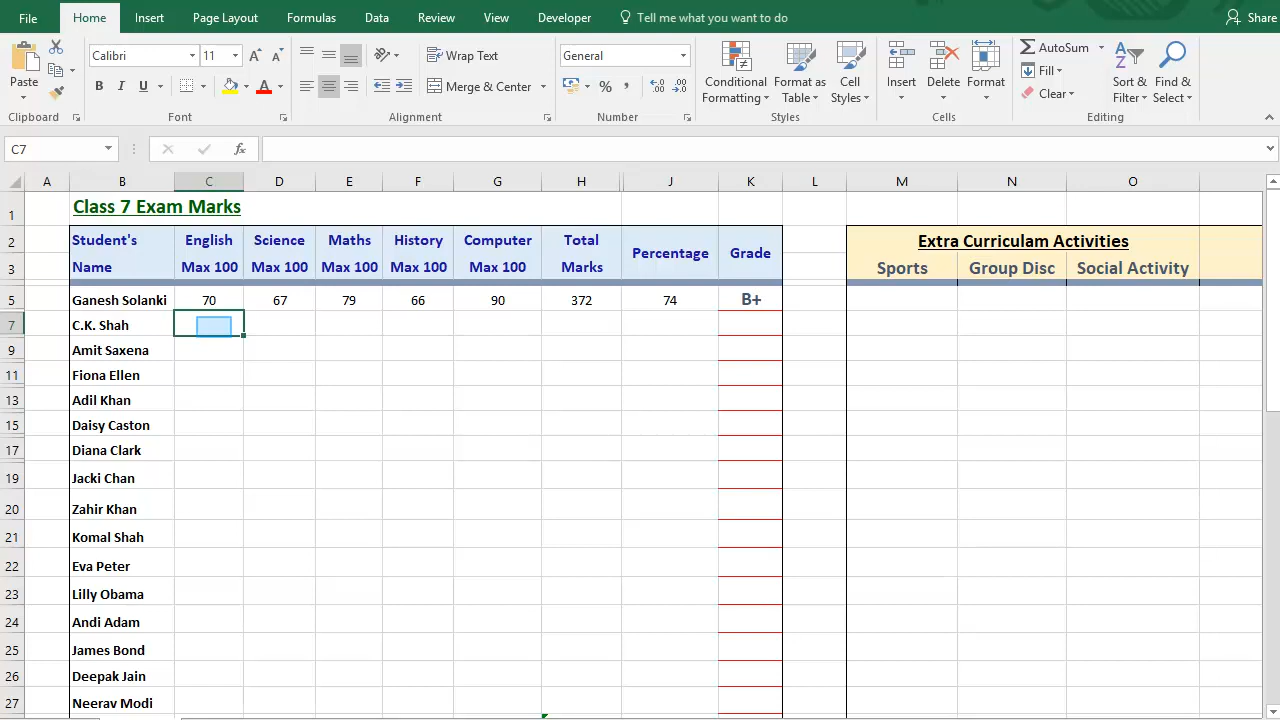 File Home Insert Page Layout Formulas Data Review View Developer Tell me what you want to do Share
Calibri 11 Wrap Text General AutoSum
Paste B I U Merge & Center % , Conditional Formatting Format as Table Cell Styles Insert Delete Format Fill Clear Sort & Filter Find & Select
Clipboard Font Alignment Number Styles Cells Editing
C7 fx
A B C D E F G H J K L M N O
1 Class 7 Exam Marks
2 Student's English Science Maths History Computer Total Percentage Grade Extra Curriculam Activities
3 Name Max 100 Max 100 Max 100 Max 100 Max 100 Marks Sports Group Disc Social Activity
5 Ganesh Solanki 70 67 79 66 90 372 74 B+
7 C.K. Shah
9 Amit Saxena
11 Fiona Ellen
13 Adil Khan
15 Daisy Caston
17 Diana Clark
19 Jacki Chan
20 Zahir Khan
21 Komal Shah
22 Eva Peter
23 Lilly Obama
24 Andi Adam
25 James Bond
26 Deepak Jain
27 Neerav Modi